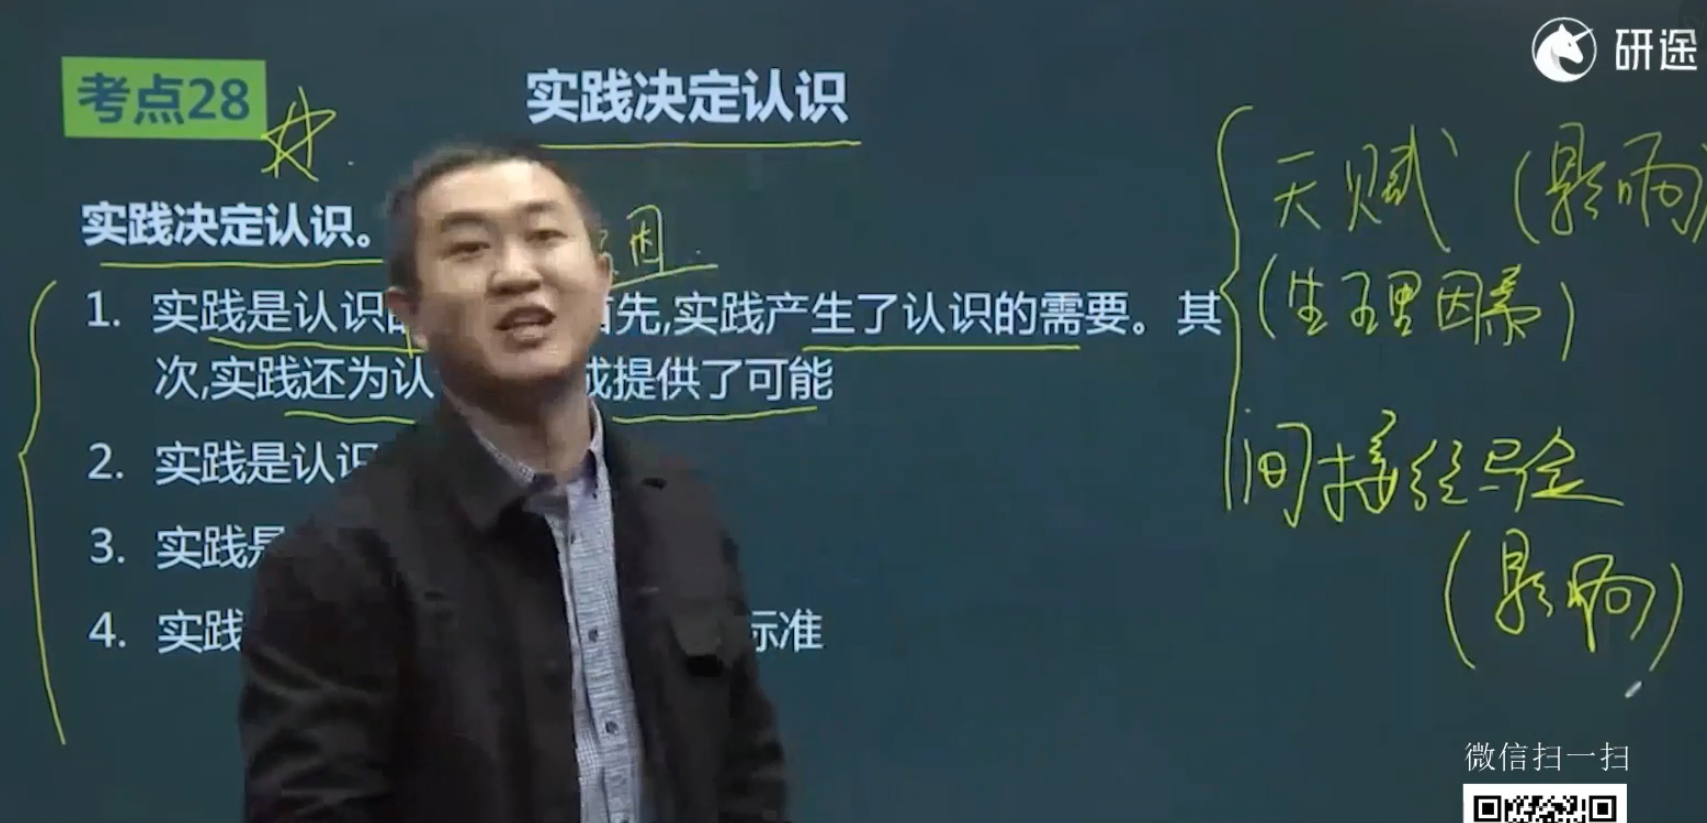 研途
考点28
实践决定认识
天赋(影响)
(生理因素)
间接经验
(影响)
实践决定认识。
因
1. 实践是认识 首先,实践产生了认识的需要。其
次,实践还为认 成提供了可能
2. 实践是认识
3. 实践是
4. 实践 标准
微信扫一扫